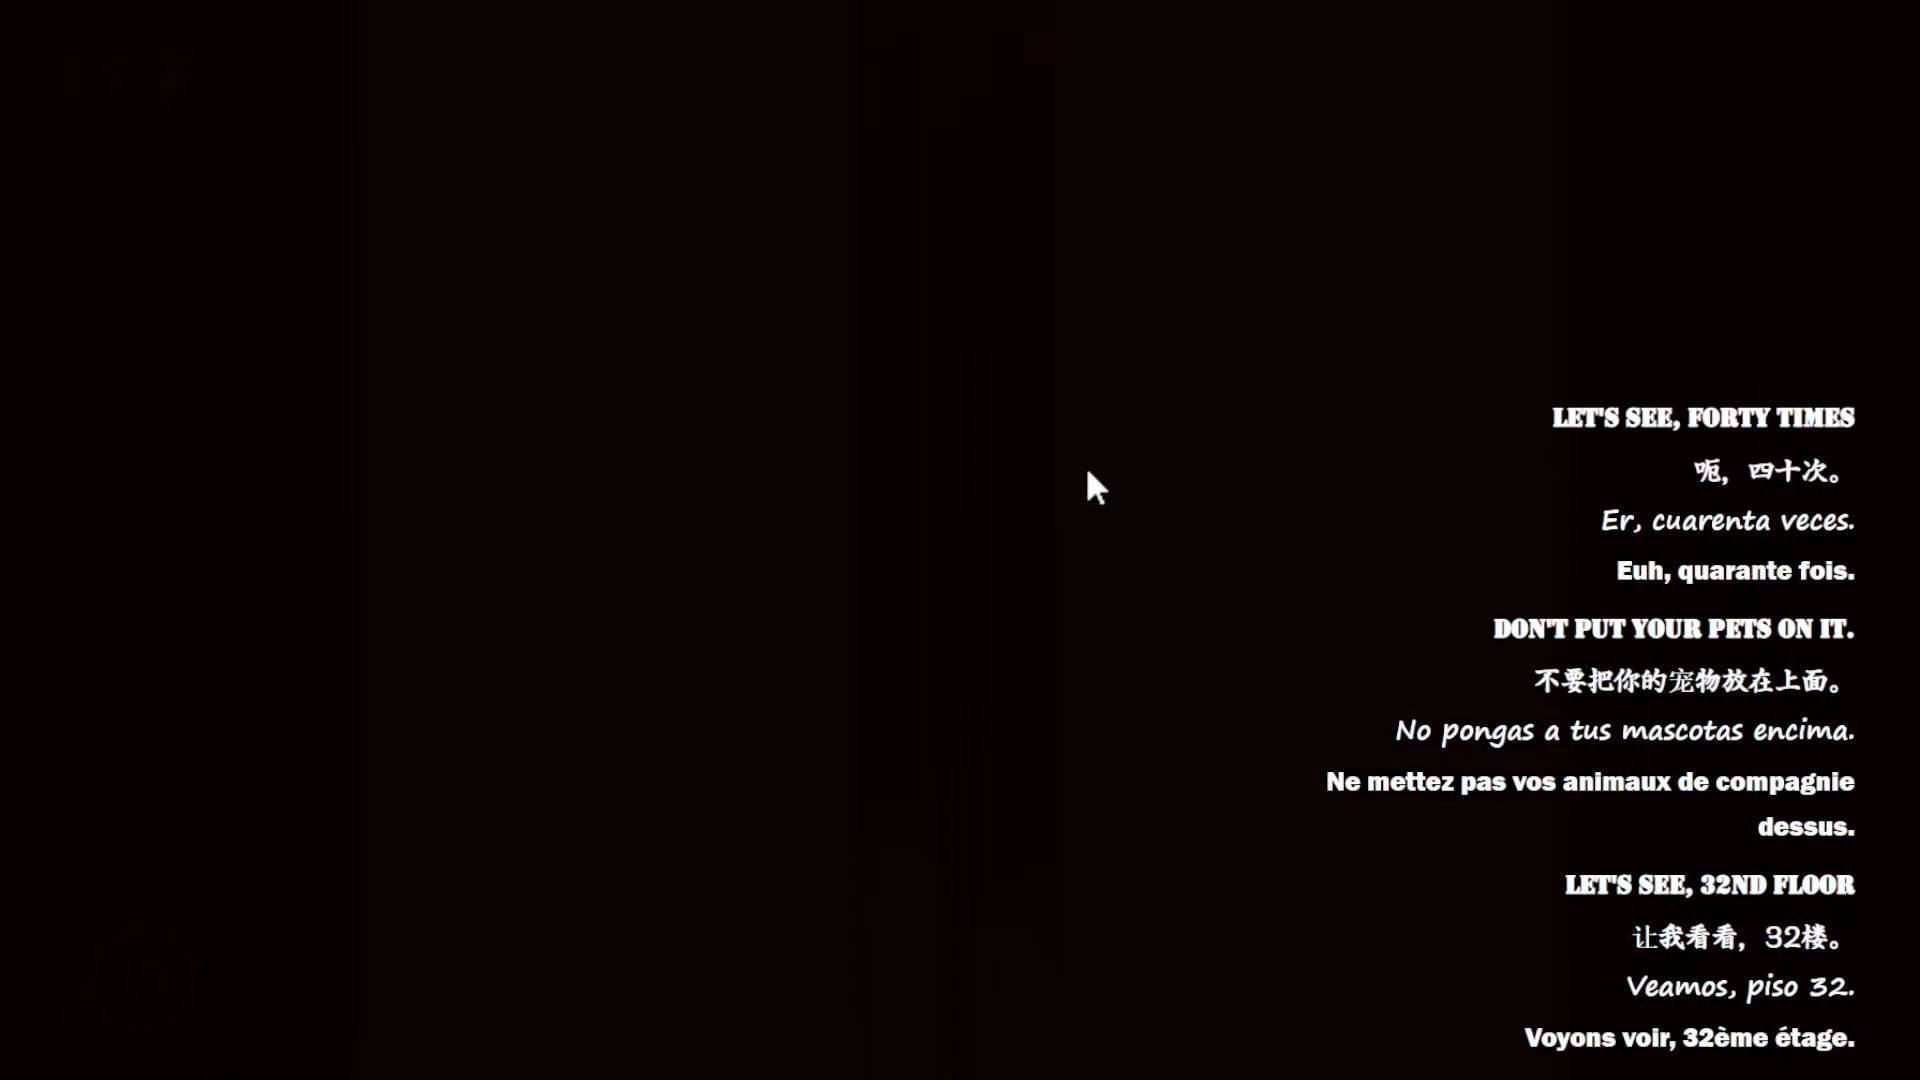 LET'S SEE, FORTY TIMES
呃，四十次。
Er, cuarenta veces.
Euh, quarante fois.
DON'T PUT YOUR PETS ON IT.
不要把你的宠物放在上面。
No pongas a tus mascotas encima.
Ne mettez pas vos animaux de compagnie
dessus.
LET'S SEE, 32ND FLOOR
让我看看，32楼。
Veamos, piso 32.
Voyons voir, 32ème étage.